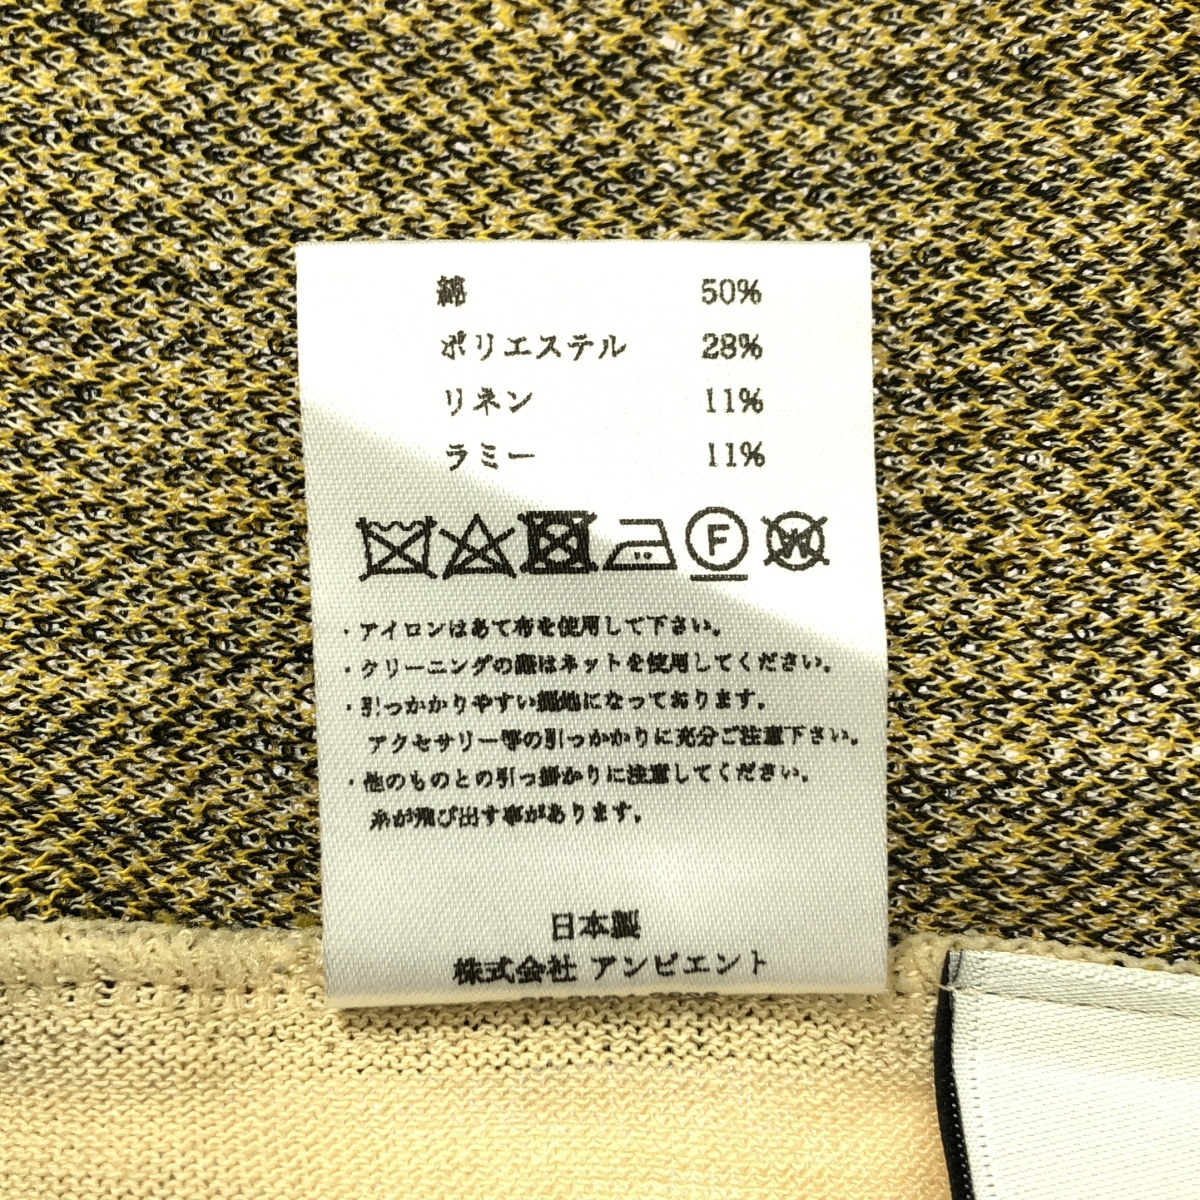 綿 50%
ポリエステル 28%
リネン 11%
ラミー 11%
F W
・アイロンはあて布を使用して下さい。
・クリーニングの際はネットを使用してください。
・引っかかりやすい編地になっております。
アクセサリー等の引っかかりに充分ご注意下さい。
・他のものとの引っ掛かりに注意してください。
糸が飛び出す事があります。
日本製
株式会社 アンビエント